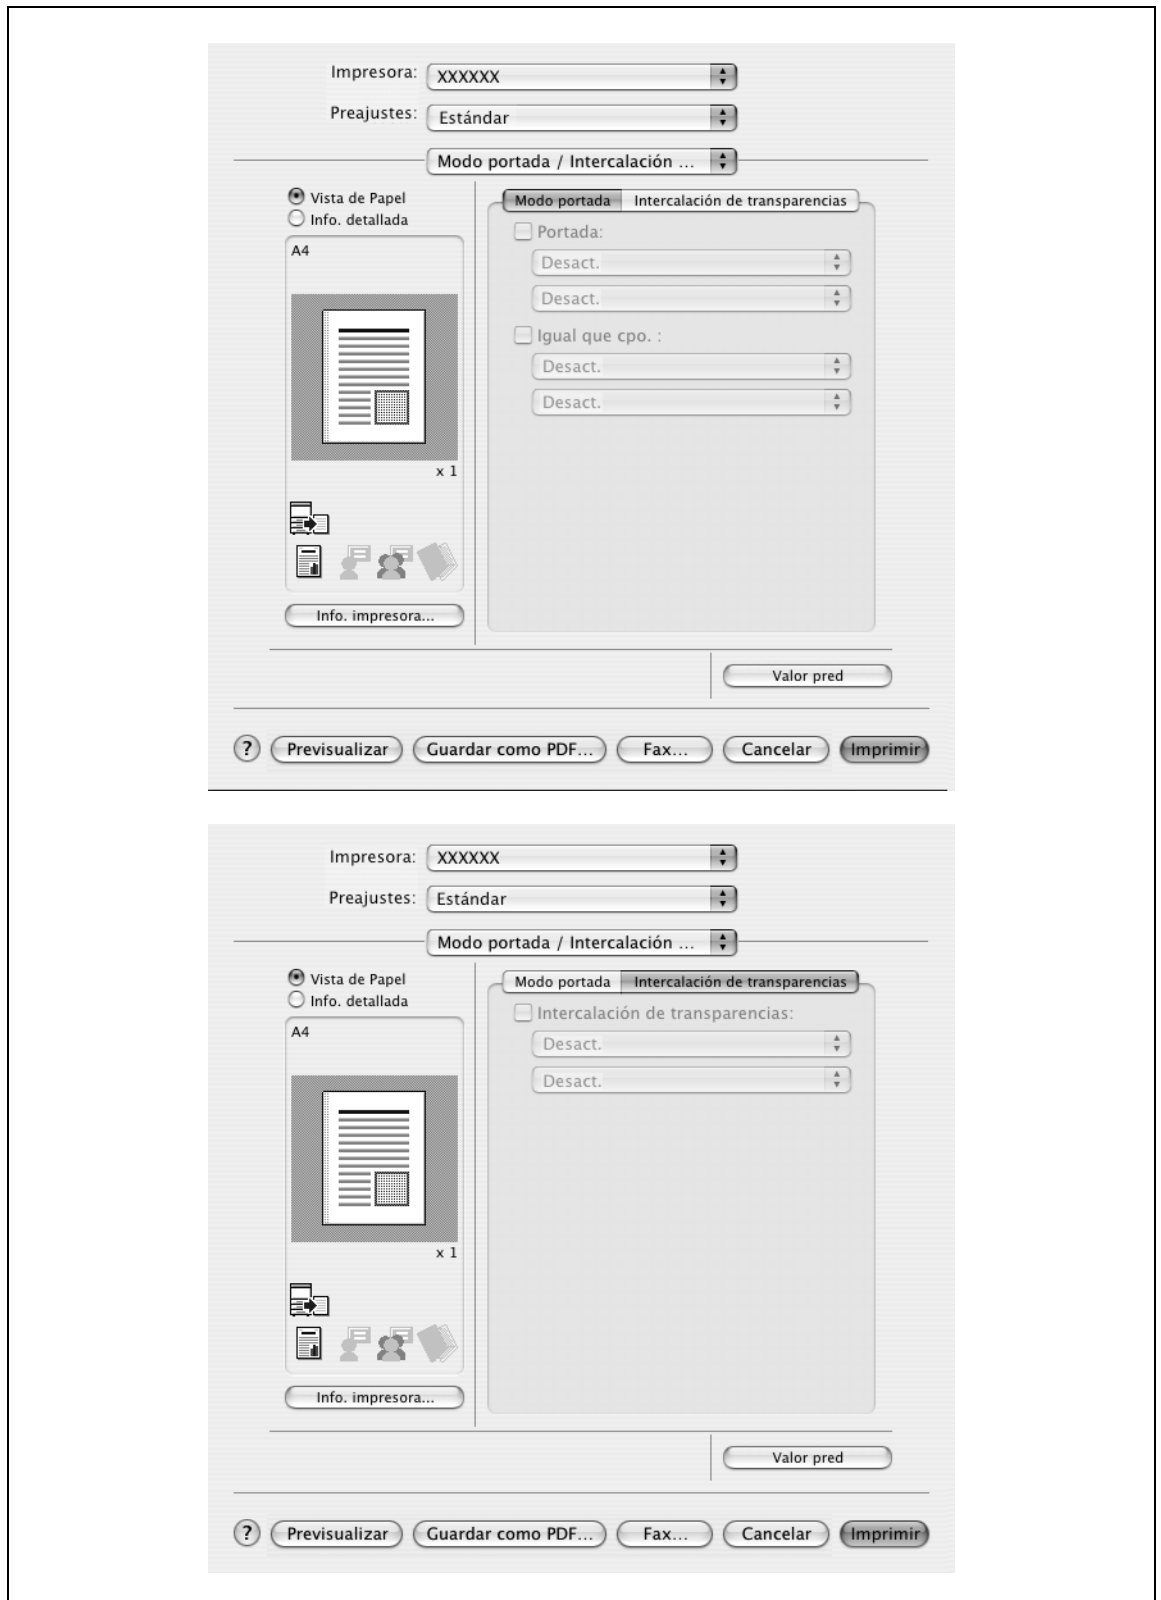 Impresora: XXXXXX
Preajustes: Estándar
Modo portada / Intercalación ...
Vista de Papel
Info. detallada
A4
x 1
Info. impresora...
Modo portada Intercalación de transparencias
Portada:
Desact.
Desact.
Igual que cpo. :
Desact.
Desact.
Valor pred
? Previsualizar Guardar como PDF... Fax... Cancelar Imprimir
Impresora: XXXXXX
Preajustes: Estándar
Modo portada / Intercalación ...
Vista de Papel
Info. detallada
A4
x 1
Info. impresora...
Modo portada Intercalación de transparencias
Intercalación de transparencias:
Desact.
Desact.
Valor pred
? Previsualizar Guardar como PDF... Fax... Cancelar Imprimir